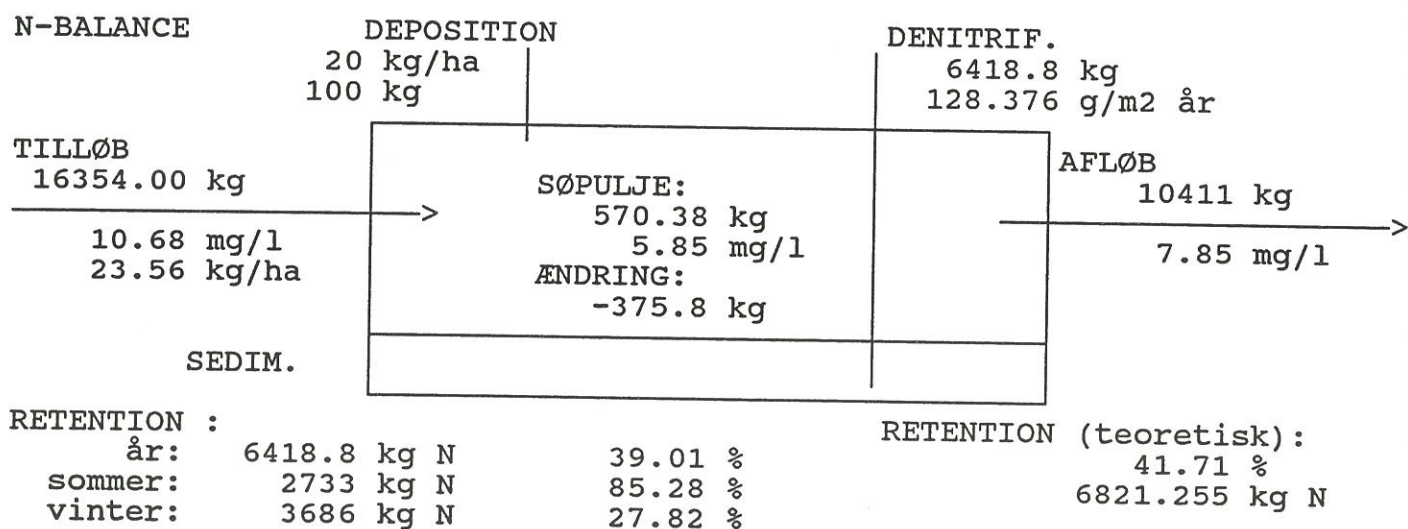 N-BALANCE
DEPOSITION
20 kg/ha
100 kg
DENITRIF.
6418.8 kg
128.376 g/m2 år
TILLØB
16354.00 kg
10.68 mg/l
23.56 kg/ha
SØPULJE:
570.38 kg
5.85 mg/l
ÆNDRING:
-375.8 kg
AFLØB
10411 kg
7.85 mg/l
SEDIM.
RETENTION :
år: 6418.8 kg N 39.01 %
sommer: 2733 kg N 85.28 %
vinter: 3686 kg N 27.82 %
RETENTION (teoretisk):
41.71 %
6821.255 kg N